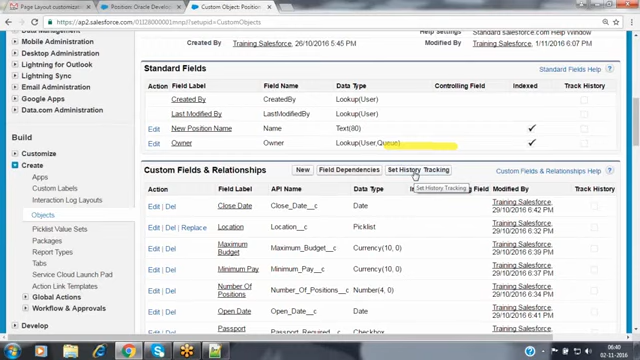 Page Layout customizatio
Position: Oracle Develop
Custom Object: Position
https://ap2.salesforce.com/01I28000001mnpJ?setupid=CustomObjects
Mobile Administration
Desktop Administration
Lightning for Outlook
Lightning Sync
Email Administration
Google Apps
Data.com Administration
Build
Customize
Create
Apps
Custom Labels
Interaction Log Layouts
Objects
Picklist Value Sets
Packages
Report Types
Tabs
Service Cloud Launch Pad
Action Link Templates
Global Actions
Workflow & Approvals
Develop
Help Settings
Standard salesforce.com Help Window
Created By Training Salesforce, 26/10/2016 5:45 PM
Modified By Training Salesforce, 1/11/2016 6:07 PM
Standard Fields
Standard Fields Help
Action Field Label Field Name Data Type Controlling Field Indexed Track History
Created By CreatedBy Lookup(User)
Last Modified By LastModifiedBy Lookup(User)
Edit New Position Name Name Text(80)
Edit Owner Owner Lookup(User,Queue)
Custom Fields & Relationships
New
Field Dependencies
Set History Tracking
Custom Fields & Relationships Help
Set History Tracking
Action Field Label API Name Data Type Field Modified By Track History
Edit | Del Close Date Close_Date__c Date Training Salesforce 29/10/2016 6:42 PM
Edit | Del | Replace Location Location__c Picklist Training Salesforce 29/10/2016 6:37 PM
Edit | Del Maximum Budget Maximum_Budget__c Currency(10, 0) Training Salesforce 29/10/2016 6:39 PM
Edit | Del Minimum Pay Minimum_Pay__c Currency(10, 0) Training Salesforce 29/10/2016 6:39 PM
Edit | Del Number Of Positions Number_Of_Positions__c Number(4, 0) Training Salesforce 29/10/2016 6:34 PM
Edit | Del Open Date Open_Date__c Date Training Salesforce 29/10/2016 6:41 PM
Edit | Del Passport Required Passport_Required__c Checkbox Training Salesforce
06:40
02-11-2016